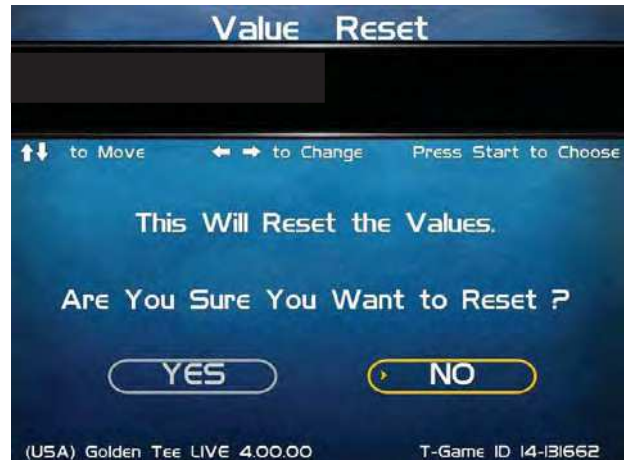 Value Reset
to Move to Change Press Start to Choose
This Will Reset the Values.
Are You Sure You Want to Reset ?
YES NO
(USA) Golden Tee LIVE 4.00.00 T-Game ID 14-131662